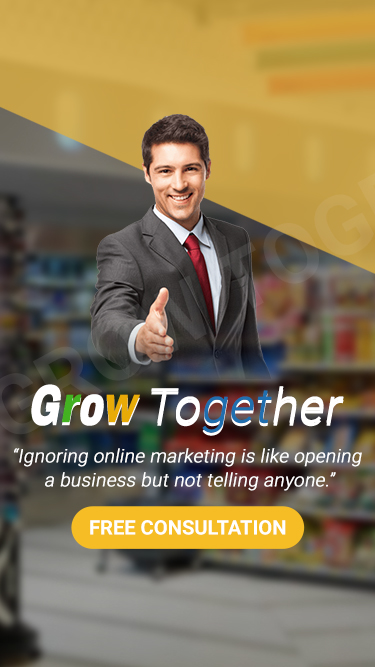 Grow Together
“Ignoring online marketing is like opening
a business but not telling anyone.”
FREE CONSULTATION